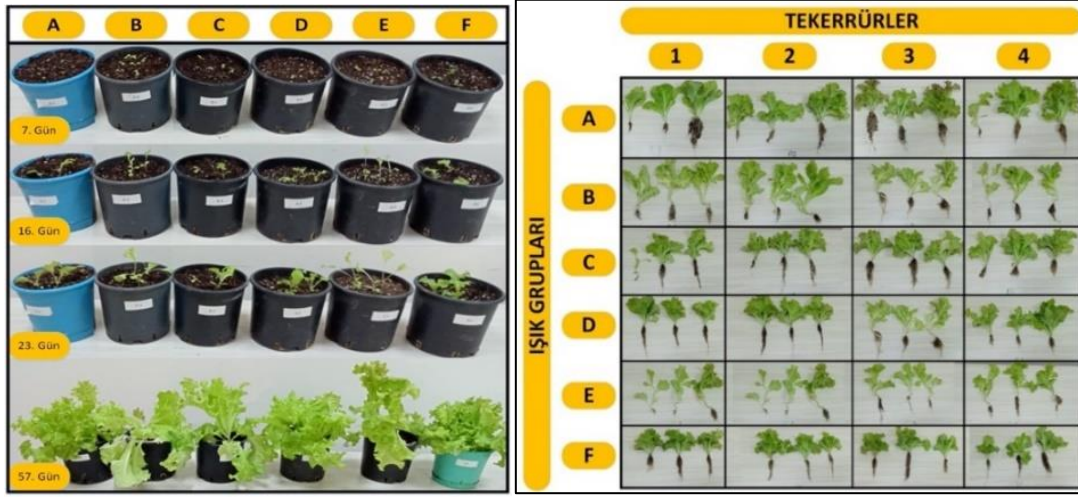 A B C D E F
7. Gün
16. Gün
23. Gün
57. Gün
TEKERRÜRLER
1 2 3 4
IŞIK GRUPLARI
A
B
C
D
E
F